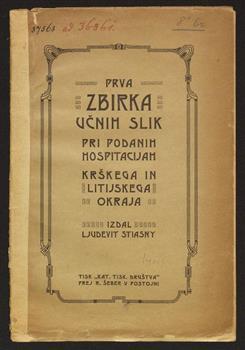 PRVA
ZBIRKA
UČNIH SLIK
PRI PODANIH
HOSPITACIJAH
KRŠKEGA IN
LITIJSKEGA
OKRAJA
IZDAL
LJUDEVIT STIASNY
TISK „KAT. TISK. DRUŠTVA“
PREJ R. ŠEBER V POSTOJNI